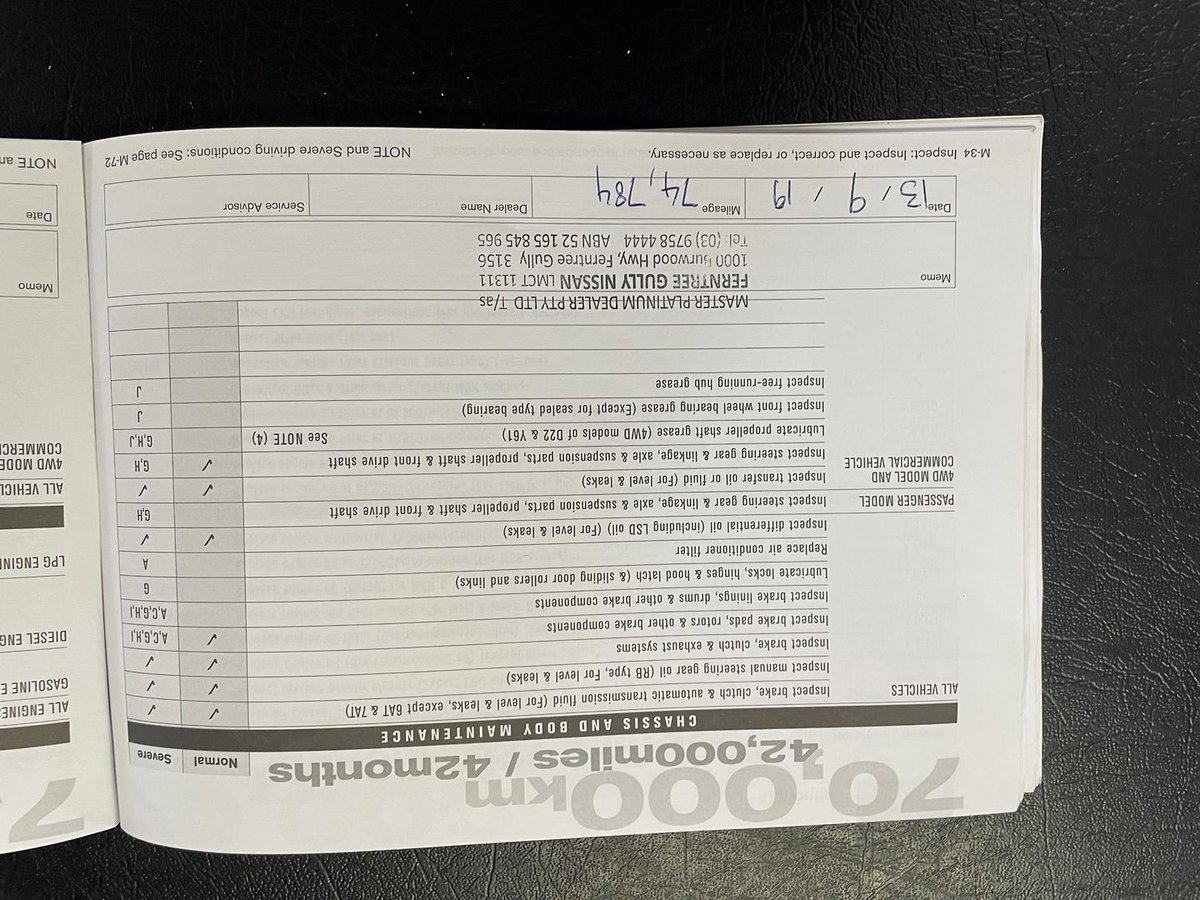 70,000km
42,000miles / 42months
Normal Severe
CHASSIS AND BODY MAINTENANCE
ALL VEHICLES Inspect brake, clutch & automatic transmission fluid (For level & leaks, except 6AT & 7AT) ✓ ✓
Inspect manual steering gear oil (RB type, For level & leaks) ✓ ✓
Inspect brake, clutch & exhaust systems ✓
Inspect brake pads, rotors & other brake components ✓ A,C,G,H,I
Inspect brake linings, drums & other brake components A,C,G,H,I
Lubricate locks, hinges & hood latch (& sliding door rollers and links) G
Replace air conditioner filter A
Inspect differential oil (including LSD oil) (For level & leaks) ✓ ✓
PASSENGER MODEL Inspect steering gear & linkage, axle & suspension parts, propeller shaft & front drive shaft G,H
4WD MODEL AND Inspect transfer oil or fluid (For level & leaks) ✓ ✓
COMMERCIAL VEHICLE Inspect steering gear & linkage, axle & suspension parts, propeller shaft & front drive shaft ✓ G,H
Lubricate propeller shaft grease (4WD models of D22 & Y61) See NOTE (4) G,H,J
Inspect front wheel bearing grease (Except for sealed type bearing) J
Inspect free-running hub grease J
MASTER PLATINUM DEALER PTY LTD T/as
Memo FERNTREE GULLY NISSAN LMCT 11311
1000 Burwood Hwy, Ferntree Gully 3156
Tel: (03) 9758 4444 ABN 52 165 845 965
Date 13 / 9 / 19 Mileage 74,784 Dealer Name Service Advisor
M-34 Inspect: Inspect and correct, or replace as necessary. NOTE and Severe driving conditions: See page M-72
7
ALL ENGINES
GASOLINE E
DIESEL ENG
LPG ENGINE
ALL VEHICL
4WD MODE
COMMERC
Memo
Date
NOTE an